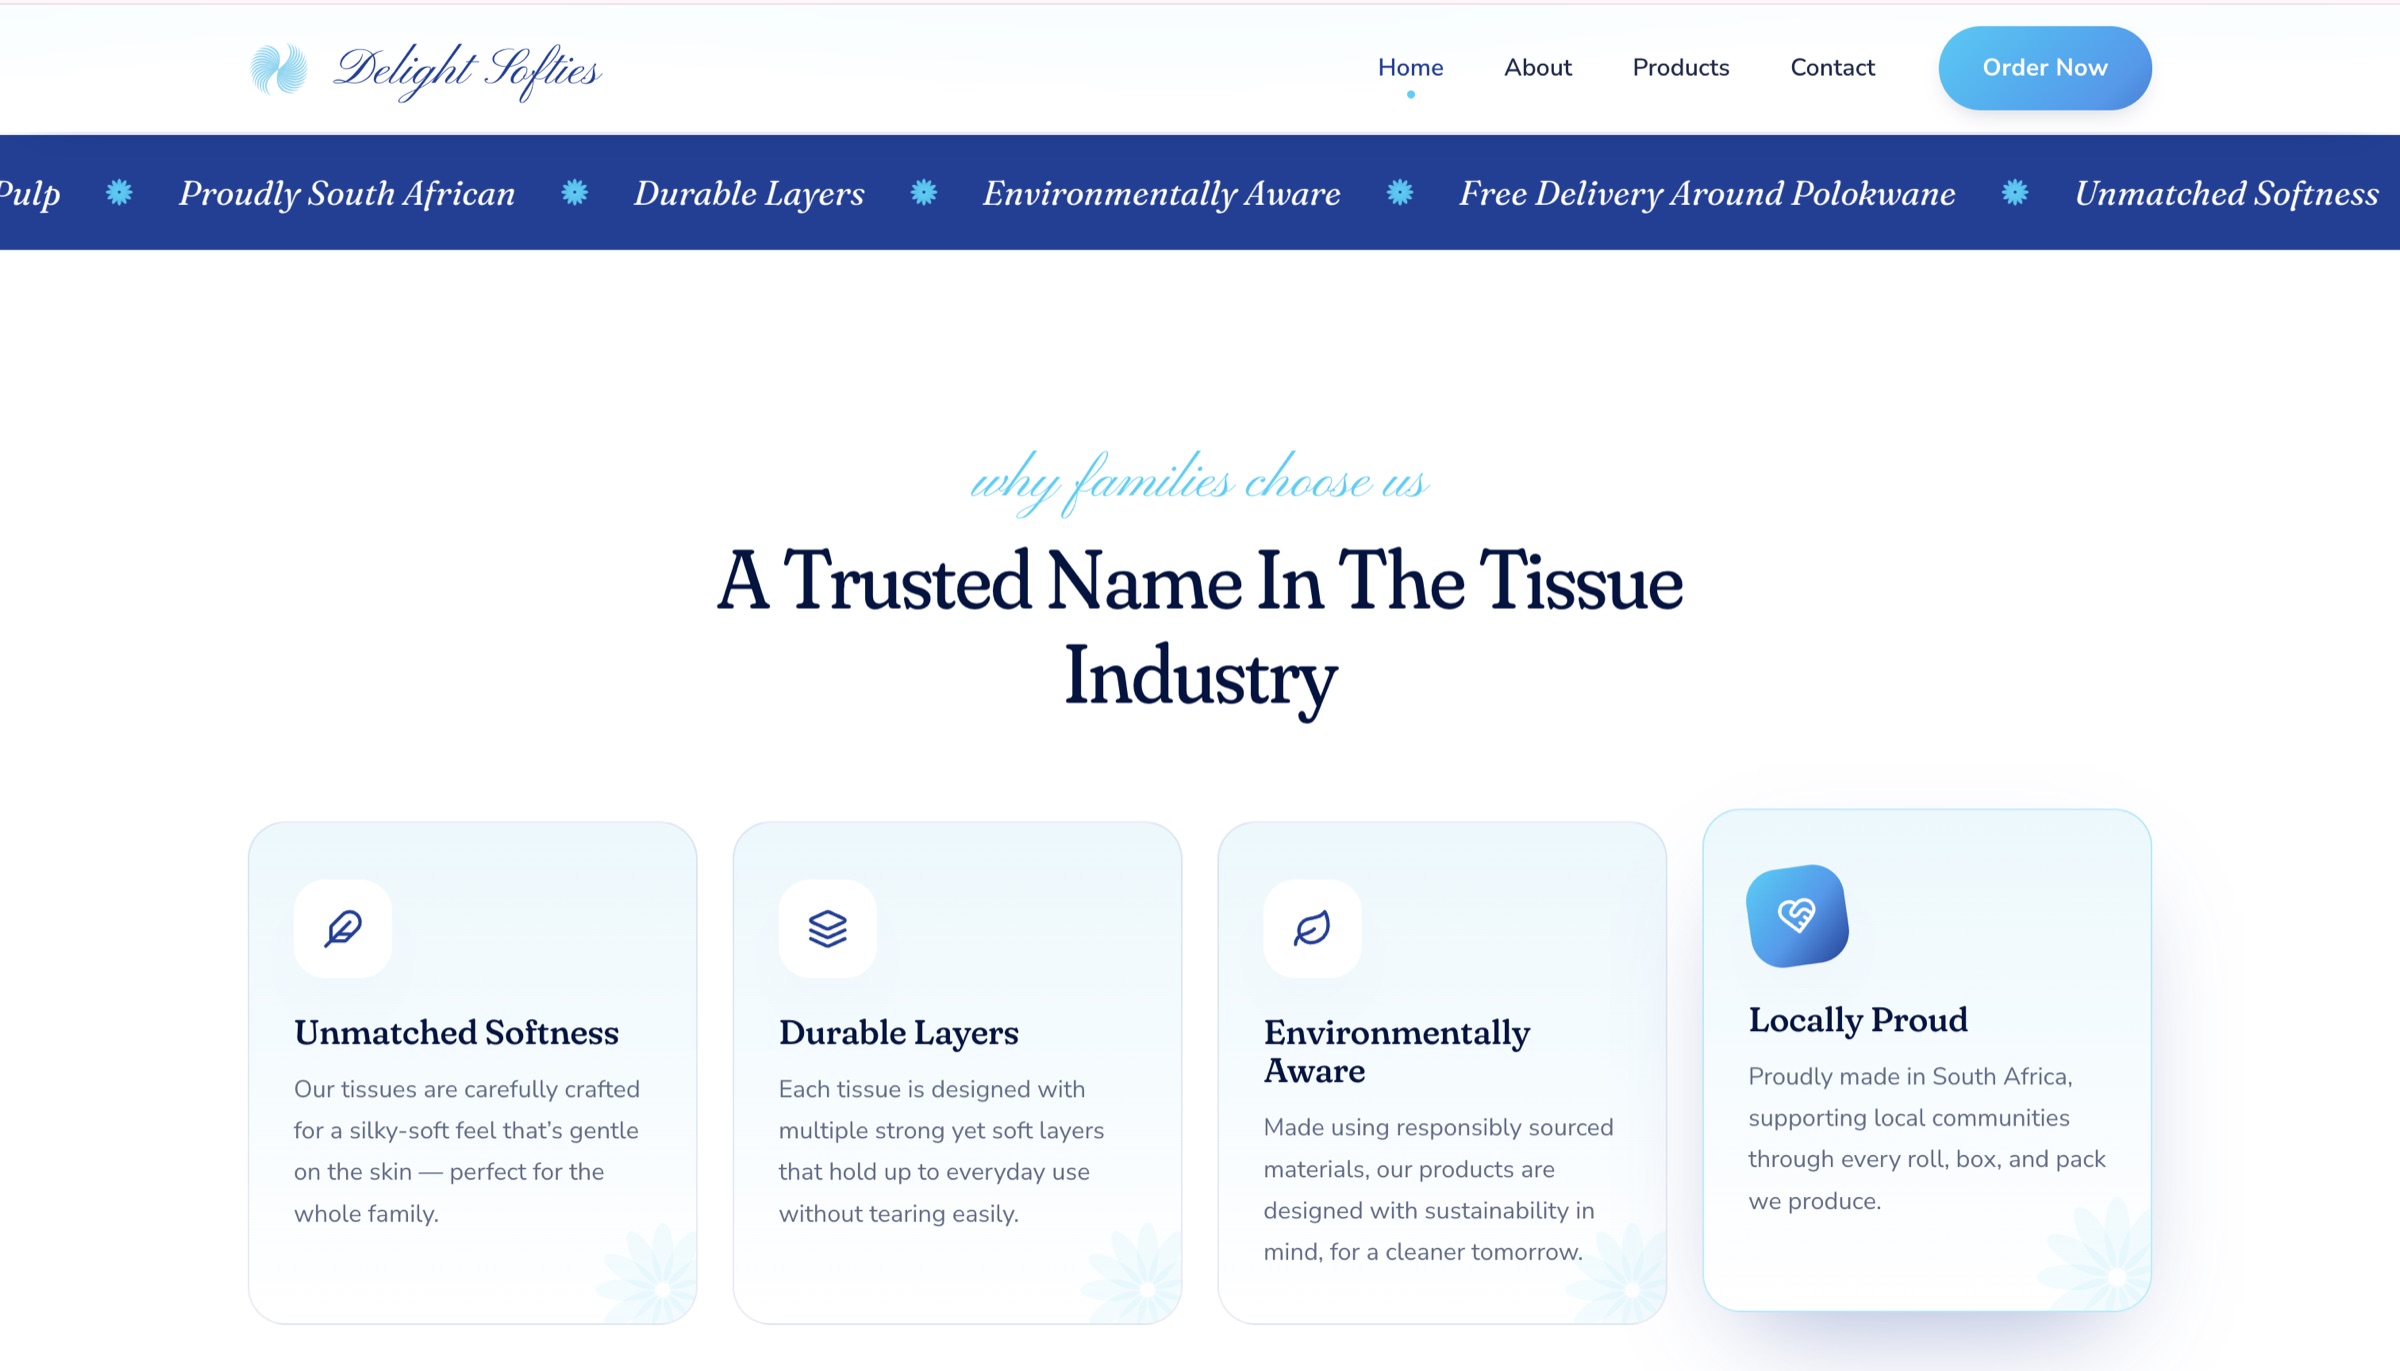 Delight Softies
Home About Products Contact Order Now
Pulp Proudly South African Durable Layers Environmentally Aware Free Delivery Around Polokwane Unmatched Softness
why families choose us
A Trusted Name In The Tissue
Industry
Unmatched Softness
Our tissues are carefully crafted
for a silky-soft feel that’s gentle
on the skin — perfect for the
whole family.
Durable Layers
Each tissue is designed with
multiple strong yet soft layers
that hold up to everyday use
without tearing easily.
Environmentally
Aware
Made using responsibly sourced
materials, our products are
designed with sustainability in
mind, for a cleaner tomorrow.
Locally Proud
Proudly made in South Africa,
supporting local communities
through every roll, box, and pack
we produce.